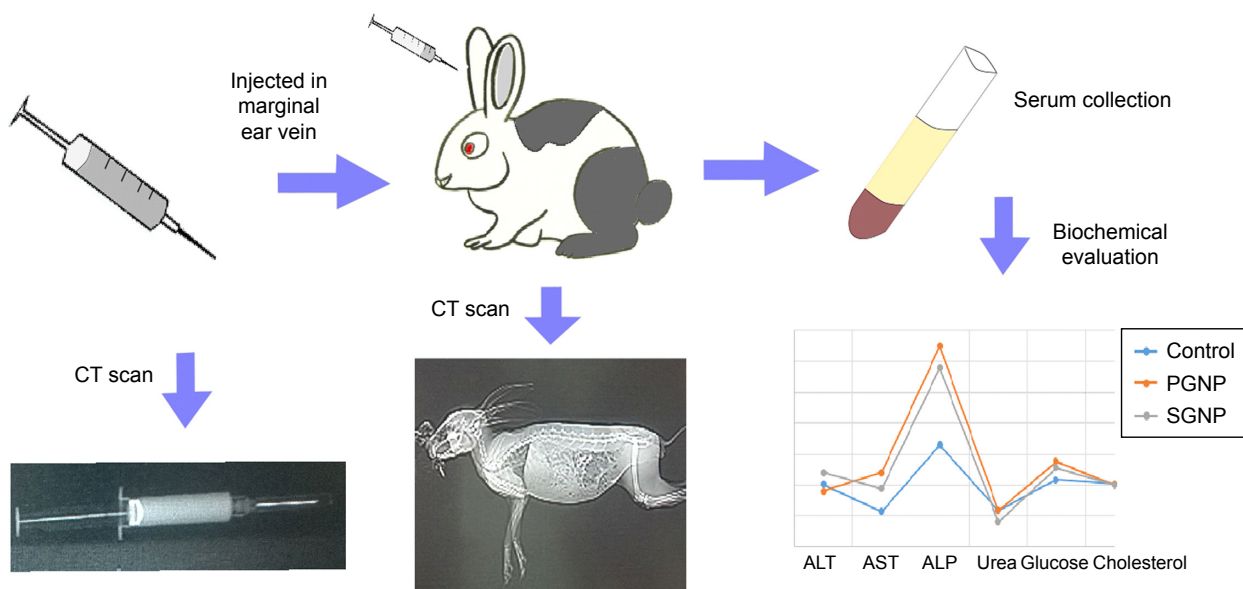 Injected in
marginal
ear vein
Serum collection
CT scan
CT scan
Biochemical
evaluation
Control
PGNP
SGNP
ALT AST ALP Urea Glucose Cholesterol